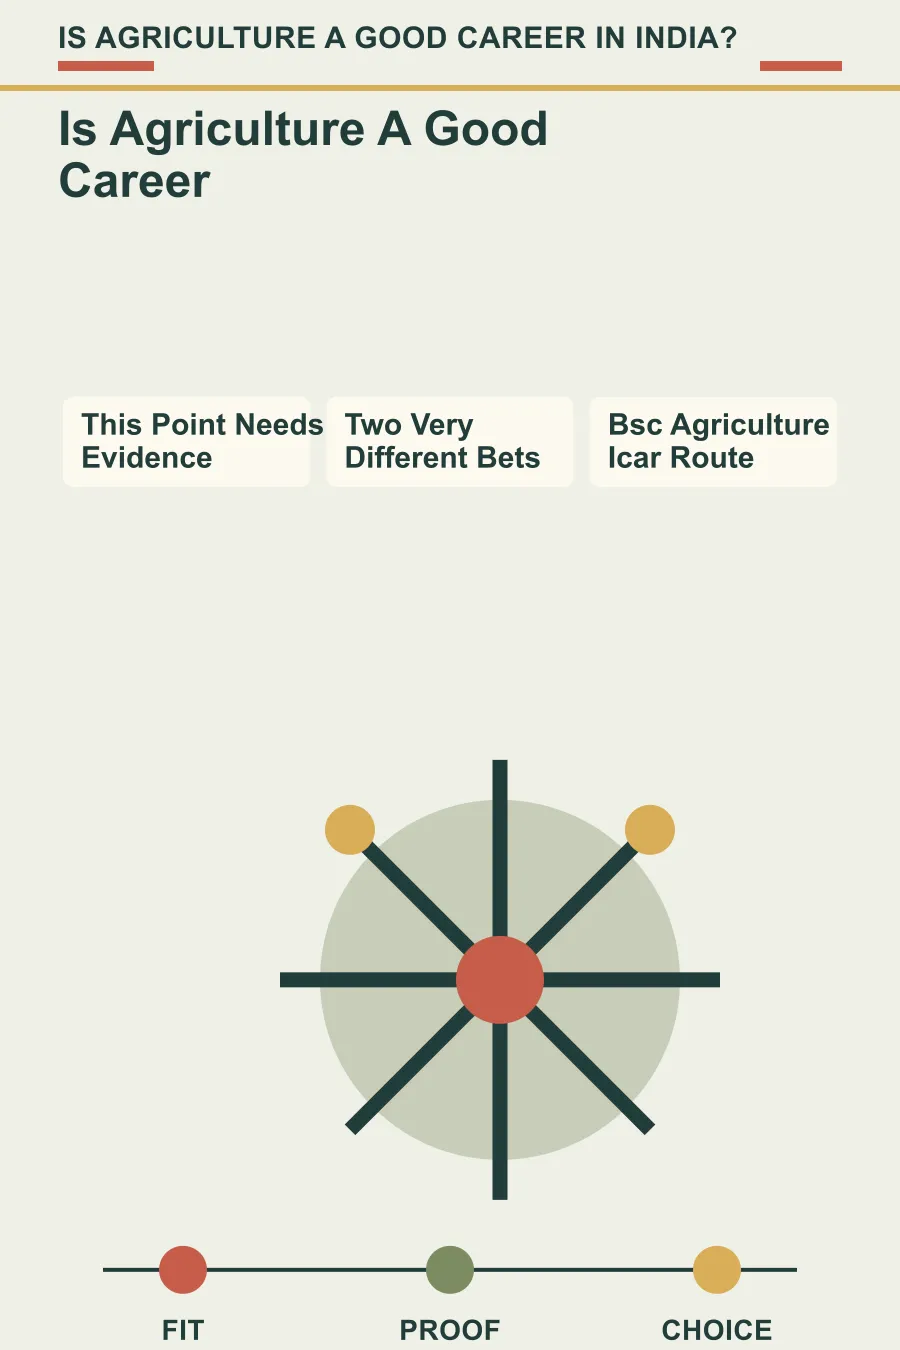 IS AGRICULTURE A GOOD CAREER IN INDIA?
Is Agriculture A Good
Career
This Point Needs
Evidence
Two Very
Different Bets
Bsc Agriculture
Icar Route
FIT
PROOF
CHOICE